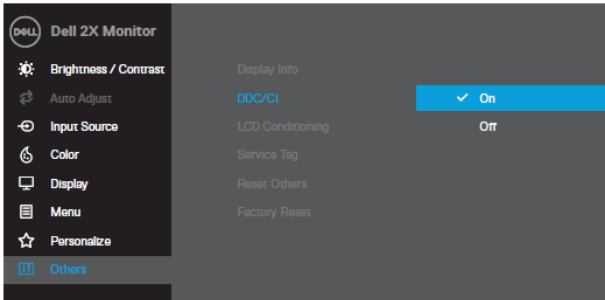 DELL Dell 2X Monitor
Brightness / Contrast
Auto Adjust
Input Source
Color
Display
Menu
Personalize
Others
Display Info
DDC/CI
LCD Conditioning
Service Tag
Reset Others
Factory Reset
On
Off